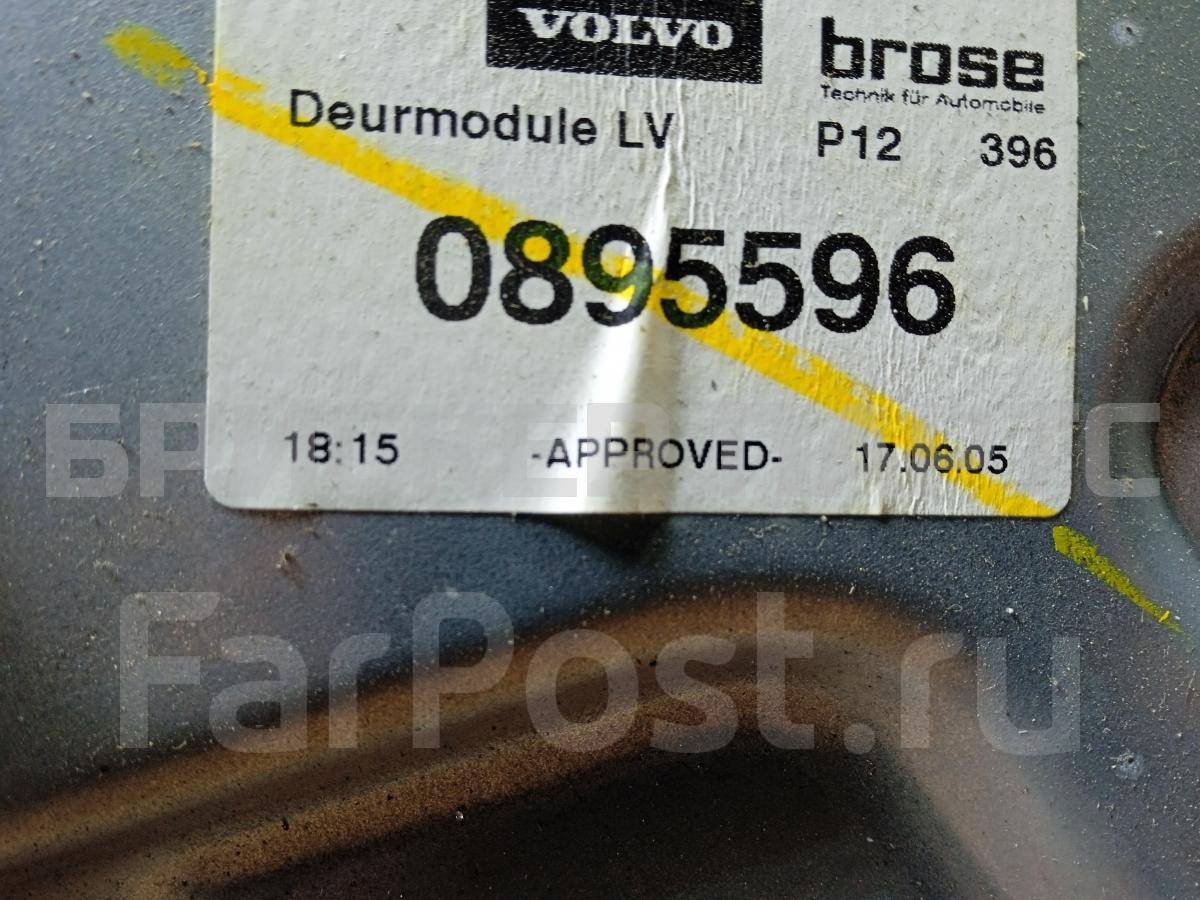 VOLVO
brose
Technik für Automobile
Deurmodule LV
P12 396
0895596
18:15 -APPROVED- 17.06.05
FarPost.ru